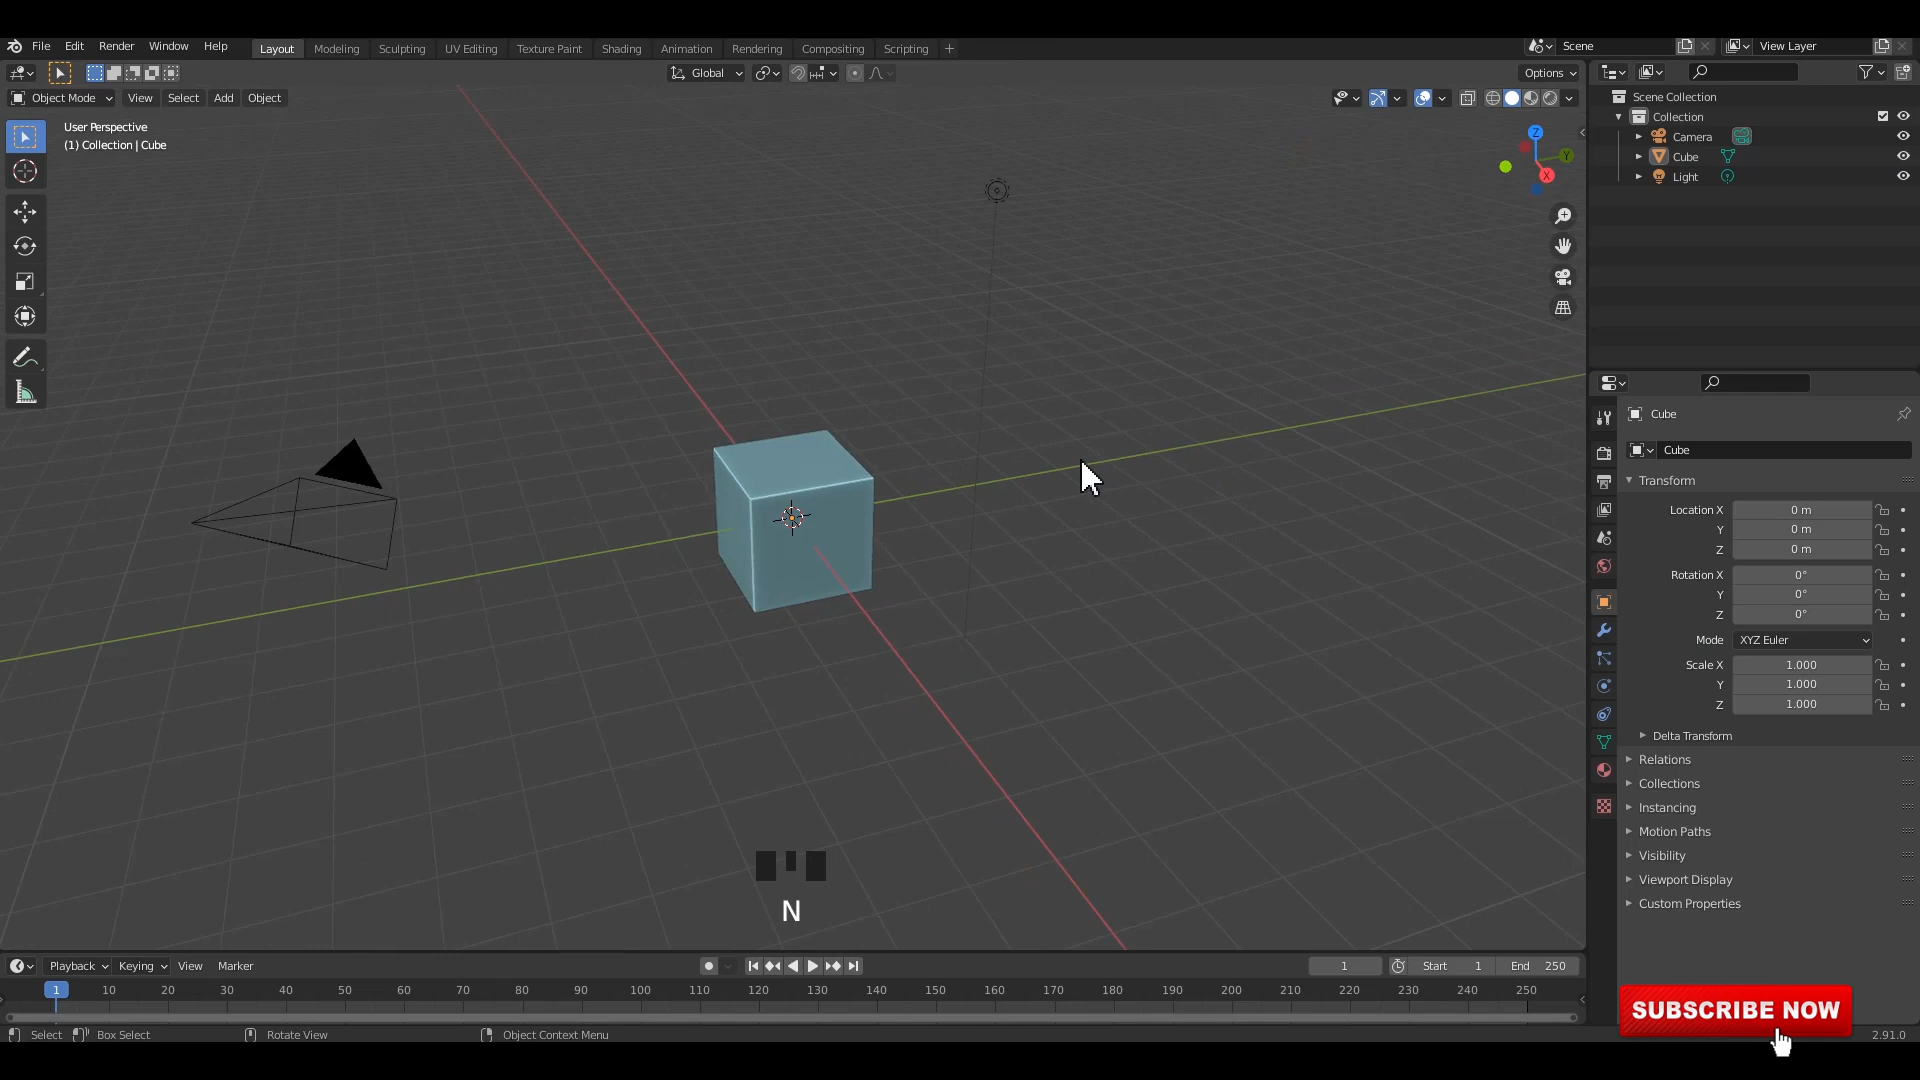 File Edit Render Window Help Layout Modeling Sculpting UV Editing Texture Paint Shading Animation Rendering Compositing Scripting + Scene View Layer
Global Options
Object Mode View Select Add Object
User Perspective
(1) Collection | Cube
Z
Y
X
Scene Collection
Collection
Camera
Cube
Light
Cube
Cube
Transform
Location X 0 m
Y 0 m
Z 0 m
Rotation X 0°
Y 0°
Z 0°
Mode XYZ Euler
Scale X 1.000
Y 1.000
Z 1.000
Delta Transform
Relations
Collections
Instancing
Motion Paths
Visibility
Viewport Display
Custom Properties
N
Playback Keying View Marker 1 Start 1 End 250
1 10 20 30 40 50 60 70 80 90 100 110 120 130 140 150 160 170 180 190 200 210 220 230 240 250
SUBSCRIBE NOW
Select Box Select Rotate View Object Context Menu 2.91.0